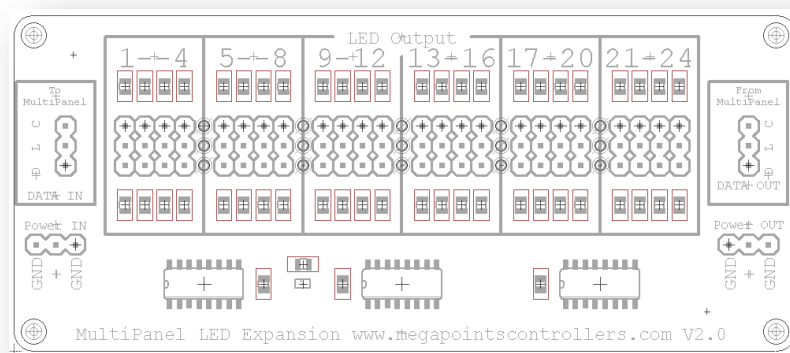 LED Output
1--4 5--8 9-12 13-16 17-20 21-24
To
MultiPanel
From
MultiPanel
D L C
D L C
DATA IN
DATA OUT
Power IN
Power OUT
GND + GND
GND + GND
MultiPanel LED Expansion www.megapointscontrollers.com V2.0